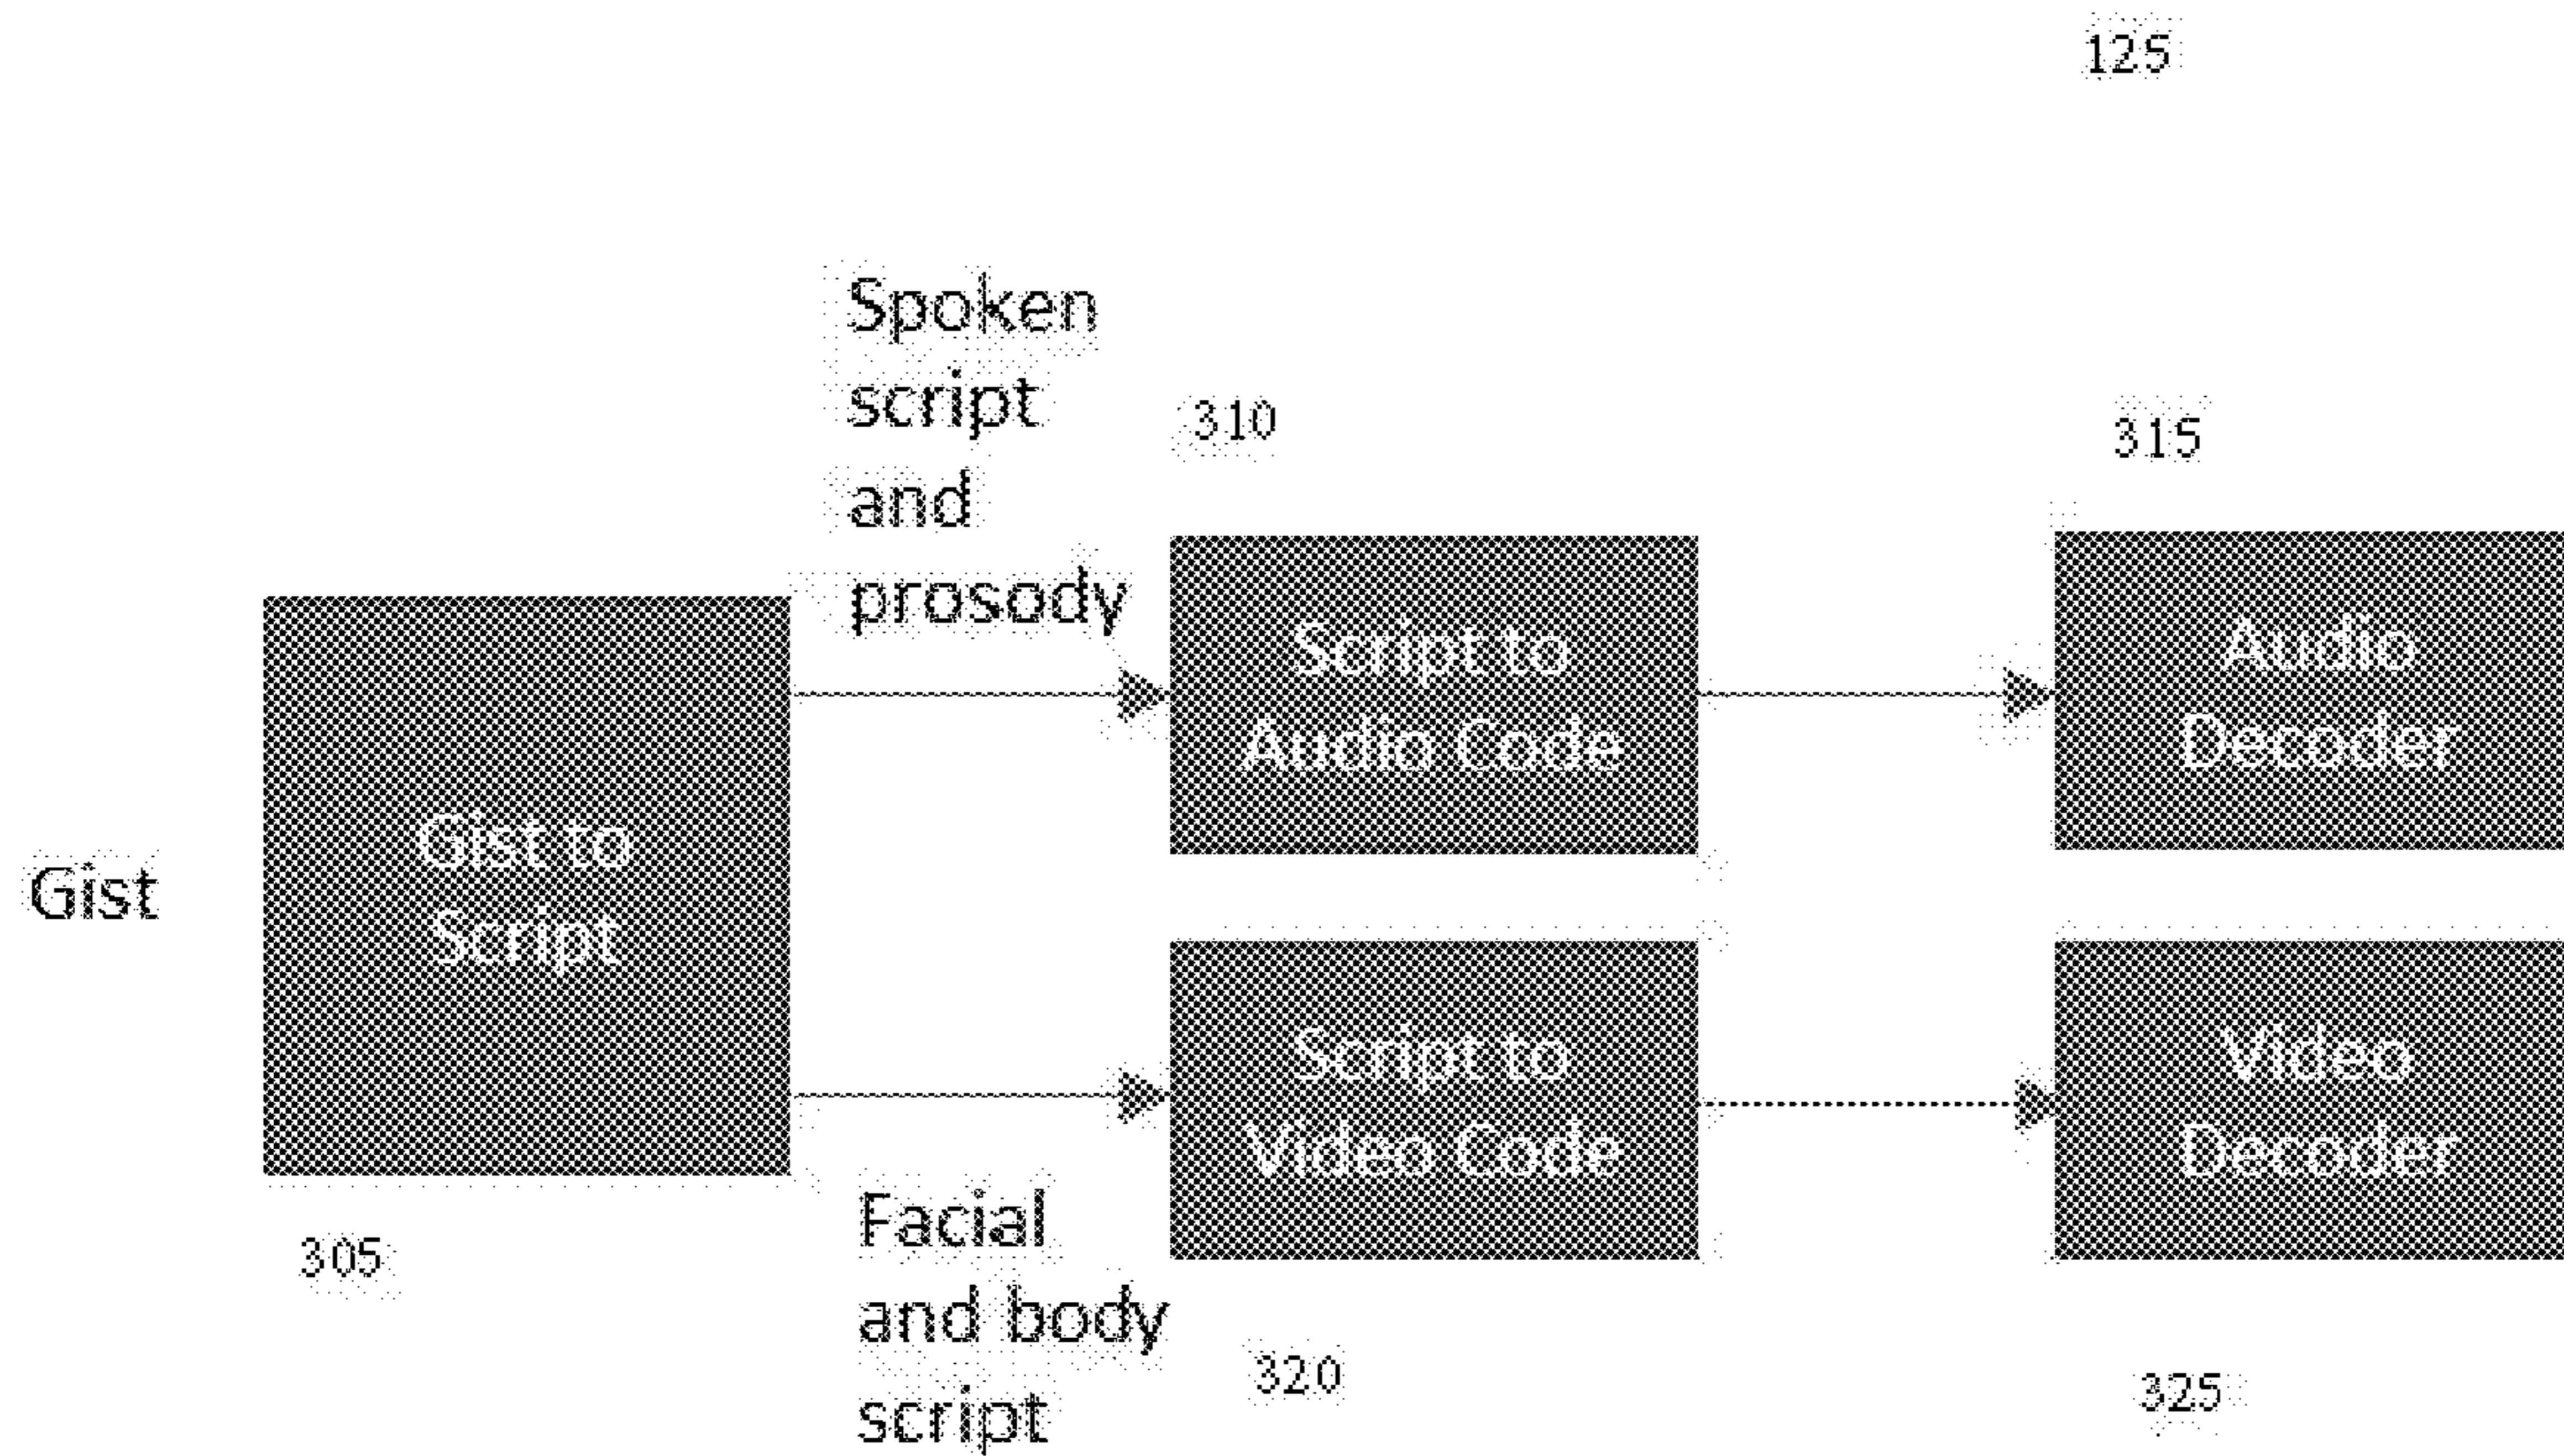 125
Spoken
script
and
prosody
310
315
Script to
Audio Code
Audio
Decoder
Gist
Gist to
Script
Script to
Video Code
Video
Decoder
305
Facial
and body
script
320
325